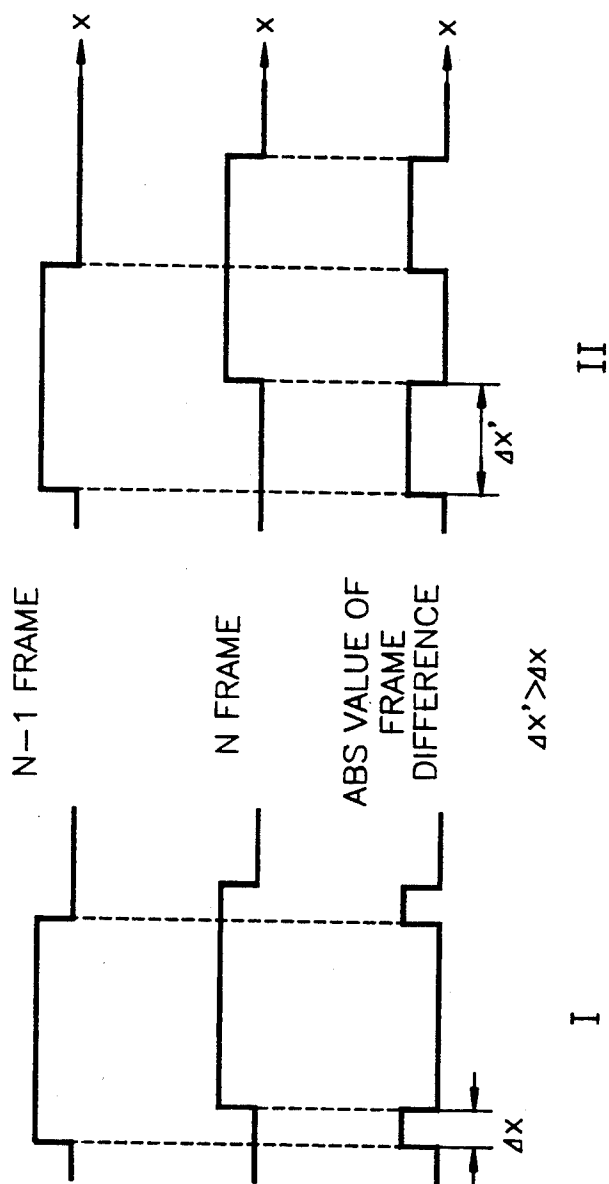 N-1 FRAME
x
N FRAME
x
ABS VALUE OF
FRAME
DIFFERENCE
x
Δx
Δx'
Δx'>Δx
I
II